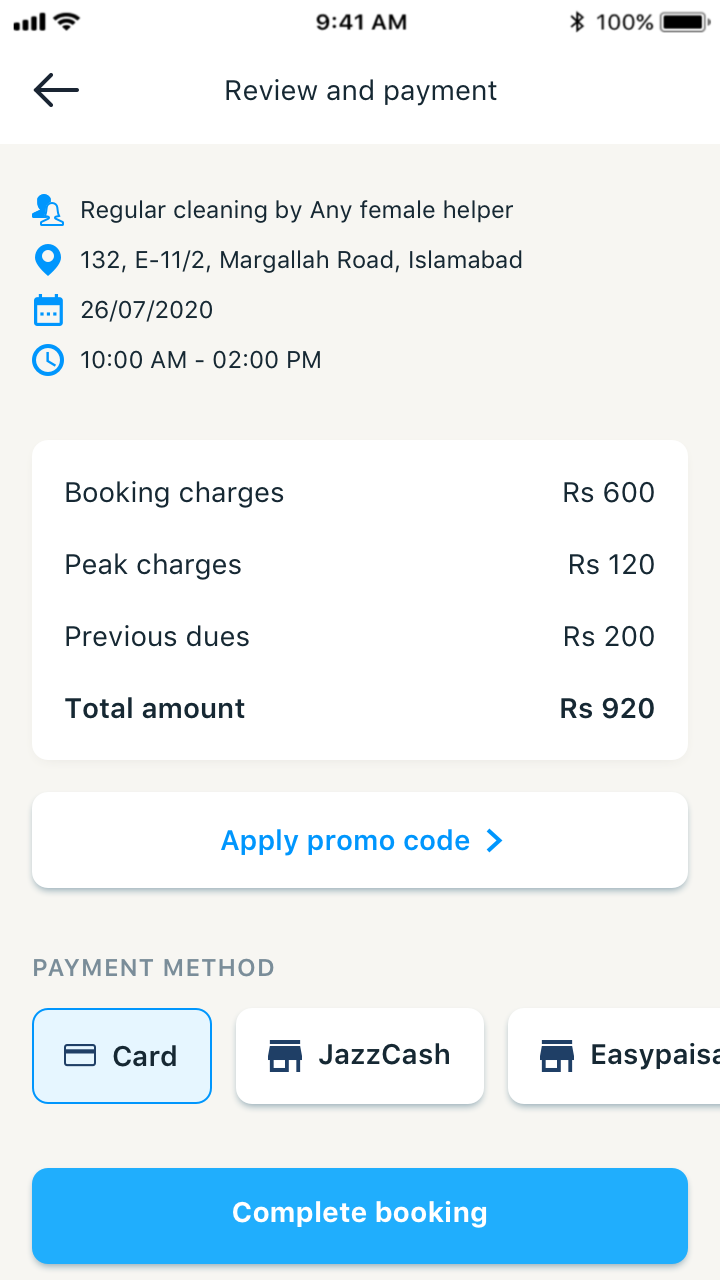 9:41 AM 100%
Review and payment
Regular cleaning by Any female helper
132, E-11/2, Margallah Road, Islamabad
26/07/2020
10:00 AM - 02:00 PM
Booking charges Rs 600
Peak charges Rs 120
Previous dues Rs 200
Total amount Rs 920
Apply promo code
PAYMENT METHOD
Card JazzCash Easypaisa
Complete booking